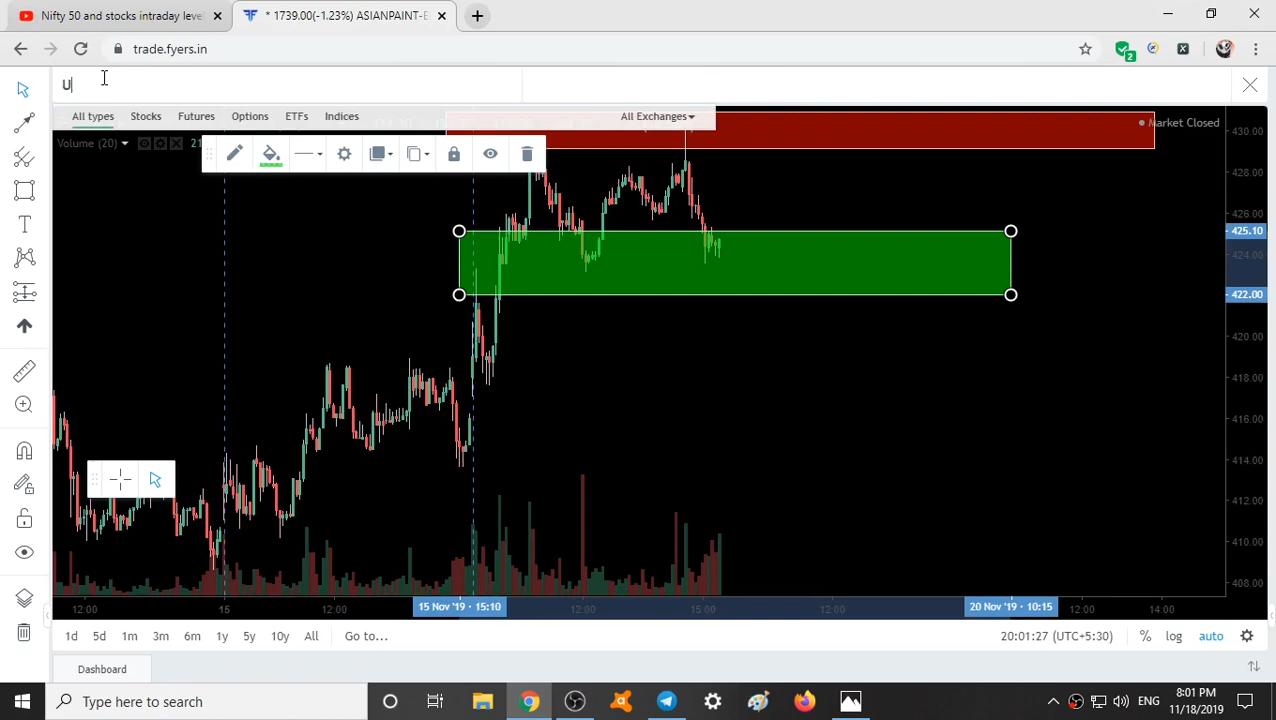 Nifty 50 and stocks intraday leve
* 1739.00(-1.23%) ASIANPAINT-E
trade.fyers.in
2
U
All types Stocks Futures Options ETFs Indices All Exchanges
Volume (20)
Market Closed
430.00
428.00
426.00
425.10
424.00
422.00
420.00
418.00
416.00
414.00
412.00
410.00
408.00
12:00 15 12:00 15 Nov '19 · 15:10 12:00 15:00 12:00 20 Nov '19 · 10:15 12:00 14:00
1d 5d 1m 3m 6m 1y 5y 10y All Go to... 20:01:27 (UTC+5:30) % log auto
Dashboard
Type here to search
ENG
8:01 PM
11/18/2019